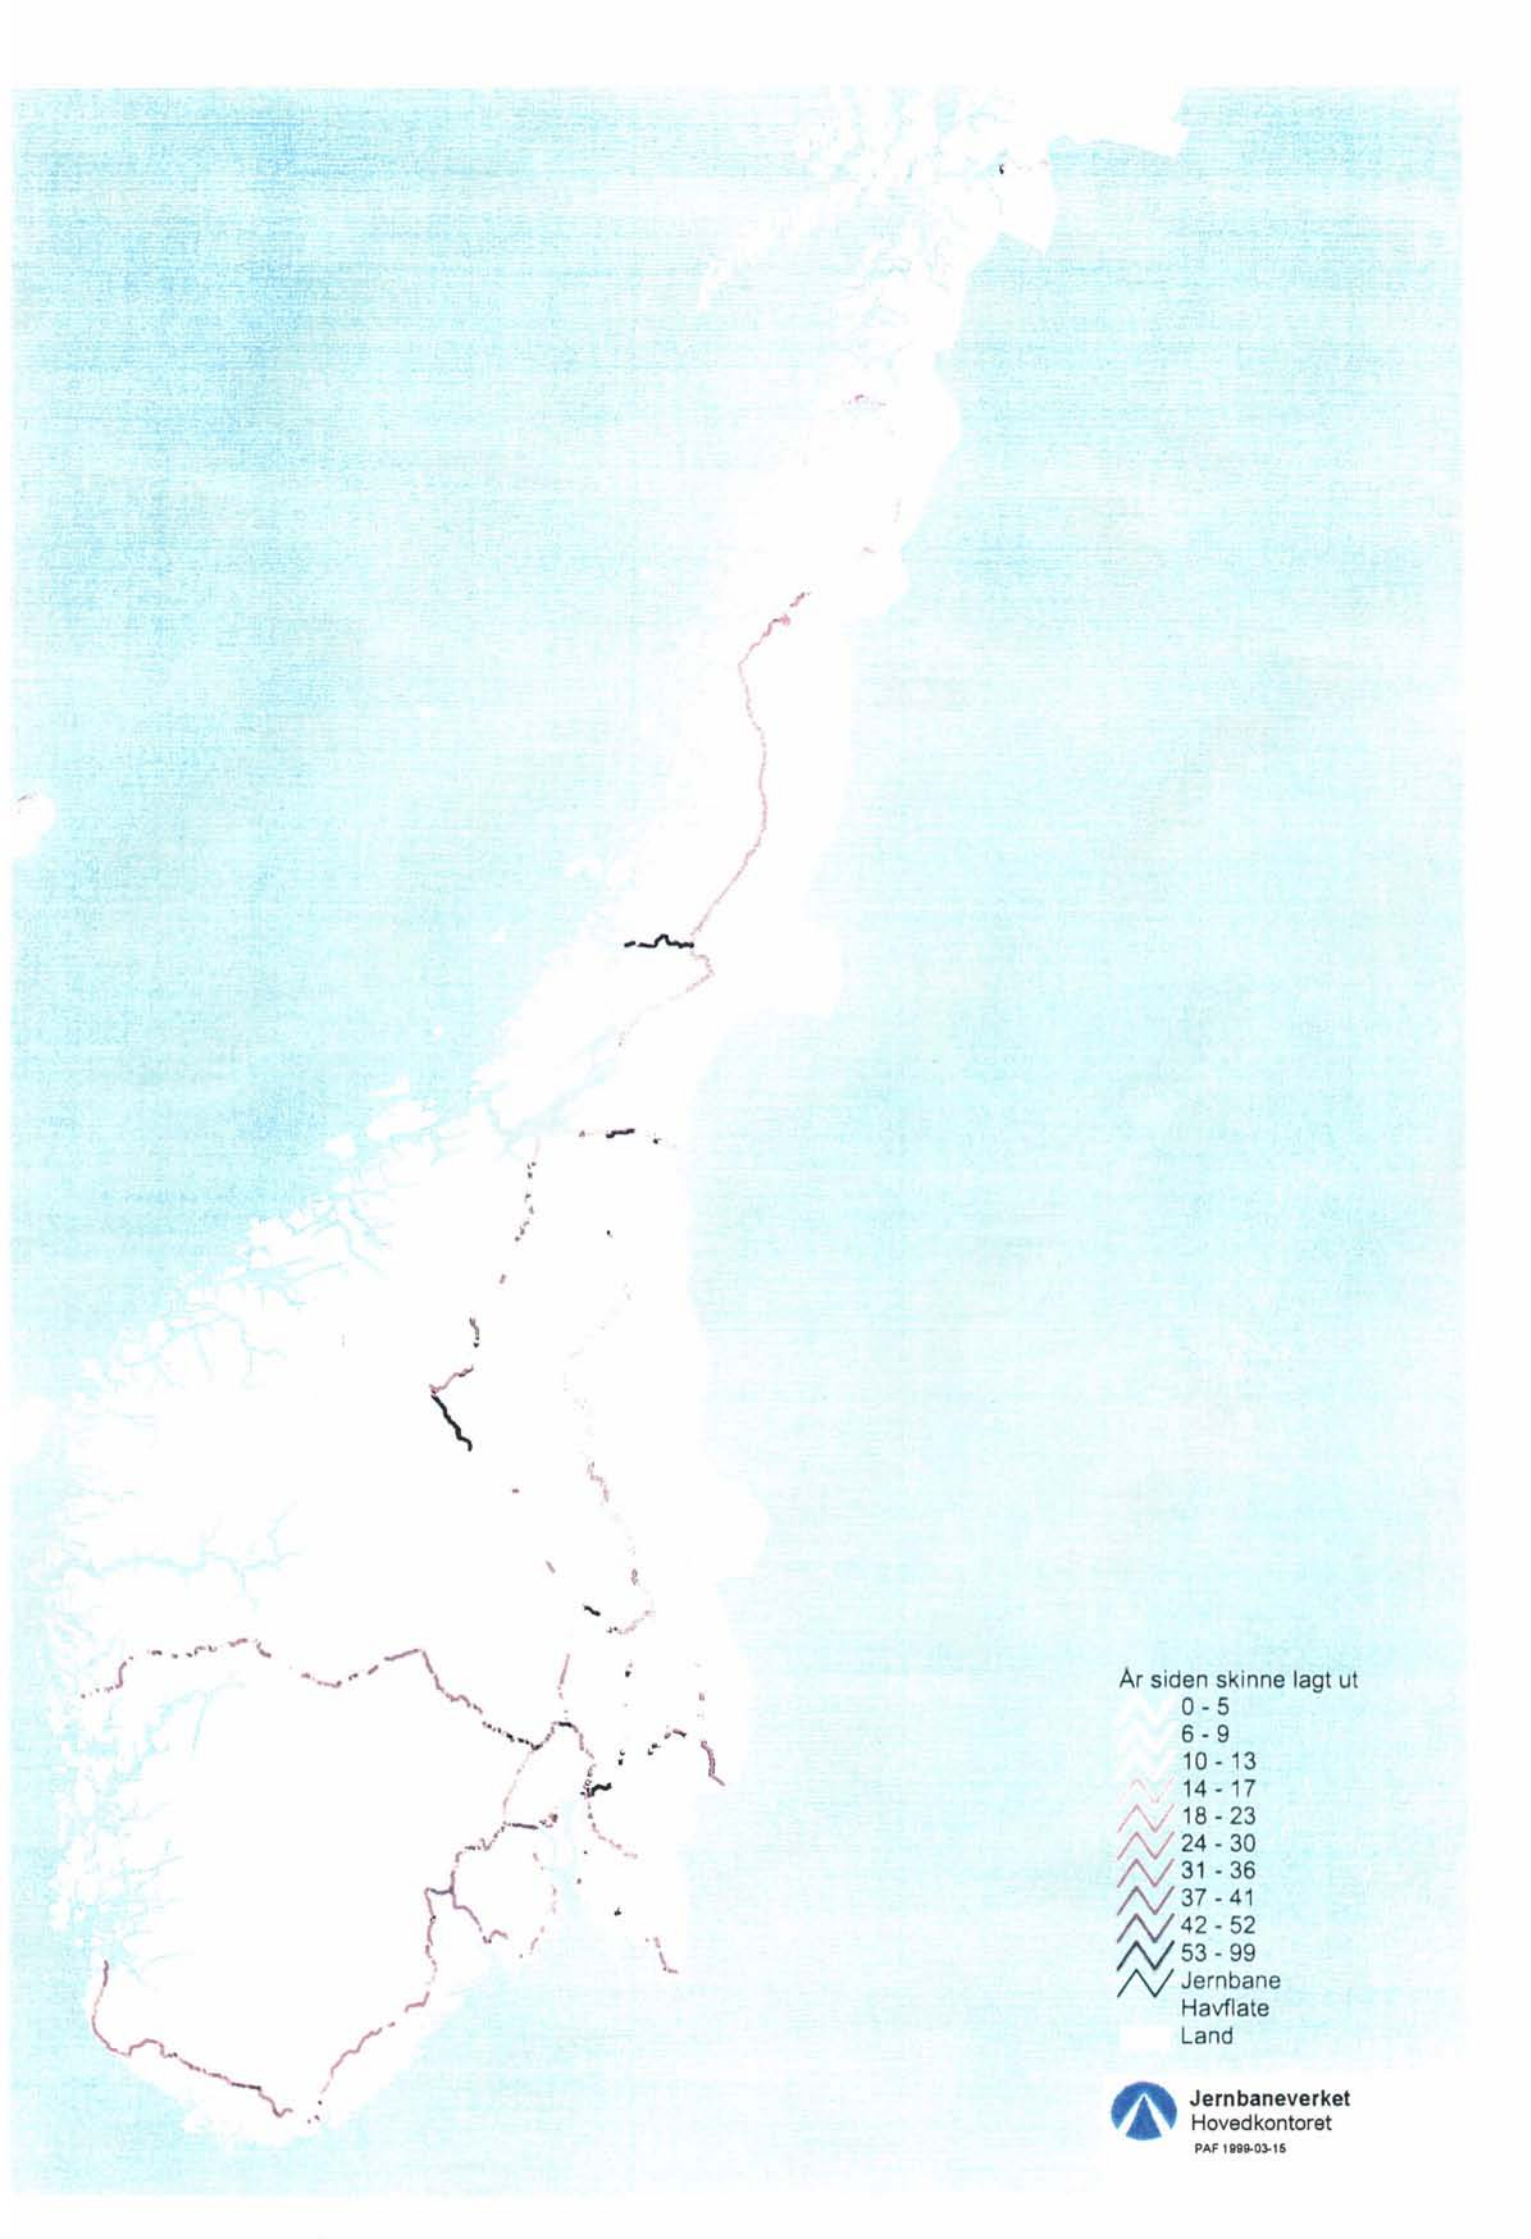 År siden skinne lagt ut
0 - 5
6 - 9
10 - 13
14 - 17
18 - 23
24 - 30
31 - 36
37 - 41
42 - 52
53 - 99
Jernbane
Havflate
Land
Jernbaneverket
Hovedkontoret
PAF 1999-03-15